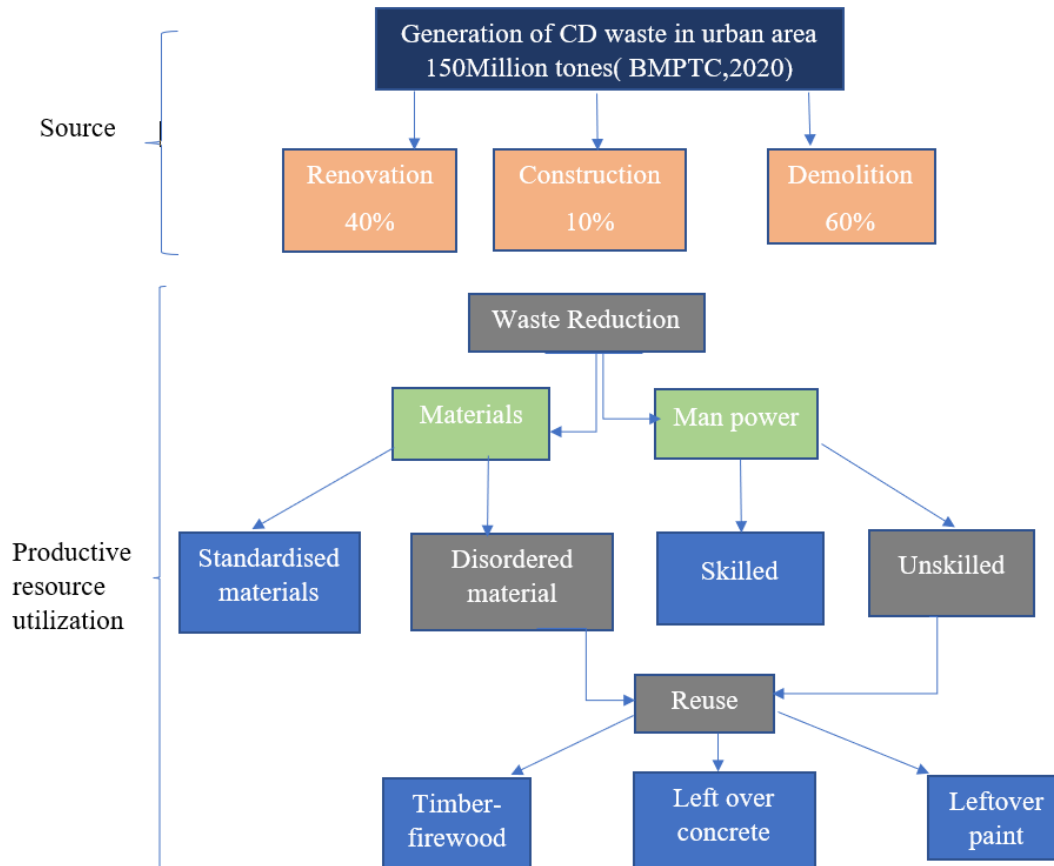 Generation of CD waste in urban area
150Million tones( BMPTC,2020)
Source
Renovation
40%
Construction
10%
Demolition
60%
Waste Reduction
Materials
Man power
Productive
resource
utilization
Standardised
materials
Disordered
material
Skilled
Unskilled
Reuse
Timber-
firewood
Left over
concrete
Leftover
paint